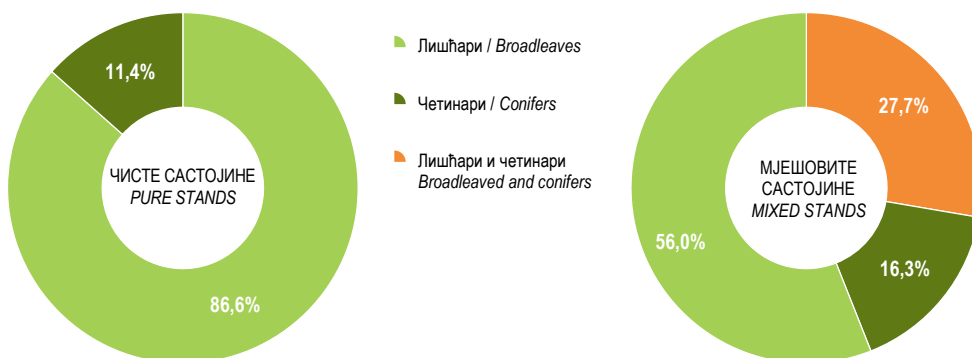 11,4%
ЧИСТЕ САСТОЈИНЕ
PURE STANDS
86,6%
Лишћари / Broadleaves
Четинари / Conifers
Лишћари и четинари
Broadleaved and conifers
27,7%
МЈЕШОВИТЕ
САСТОЈИНЕ
MIXED STANDS
56,0%
16,3%